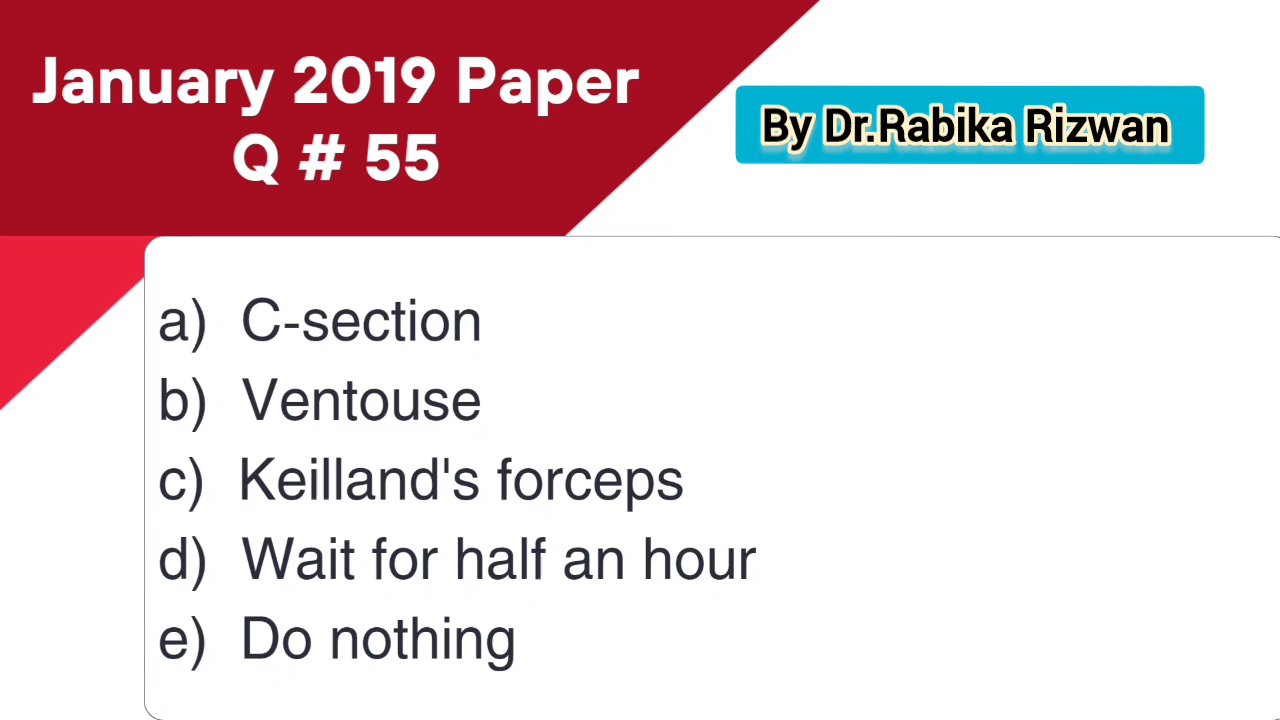 January 2019 Paper
Q # 55
By Dr.Rabika Rizwan
a) C-section
b) Ventouse
c) Keilland's forceps
d) Wait for half an hour
e) Do nothing